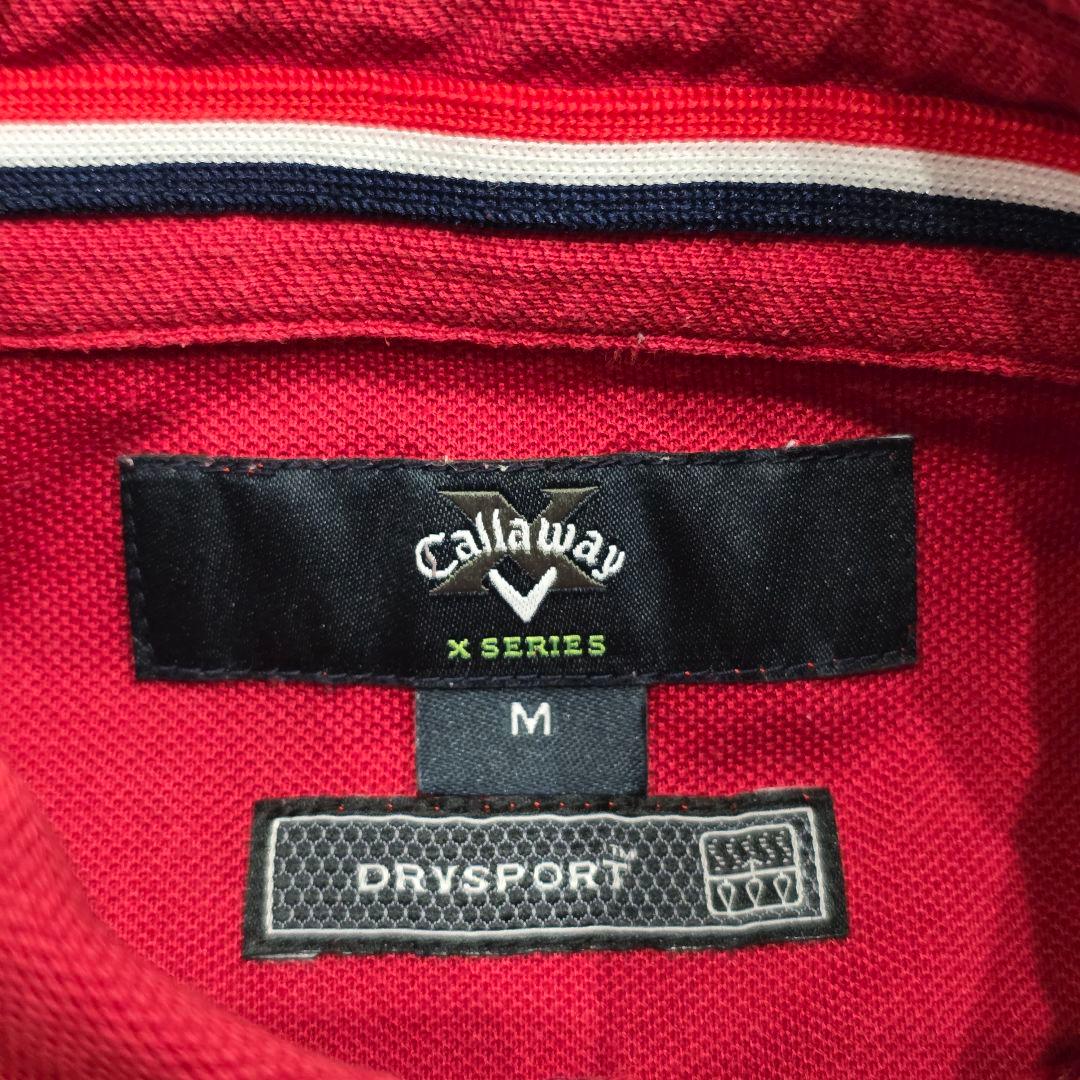 Callaway
X SERIES
M
DRYSPORT™